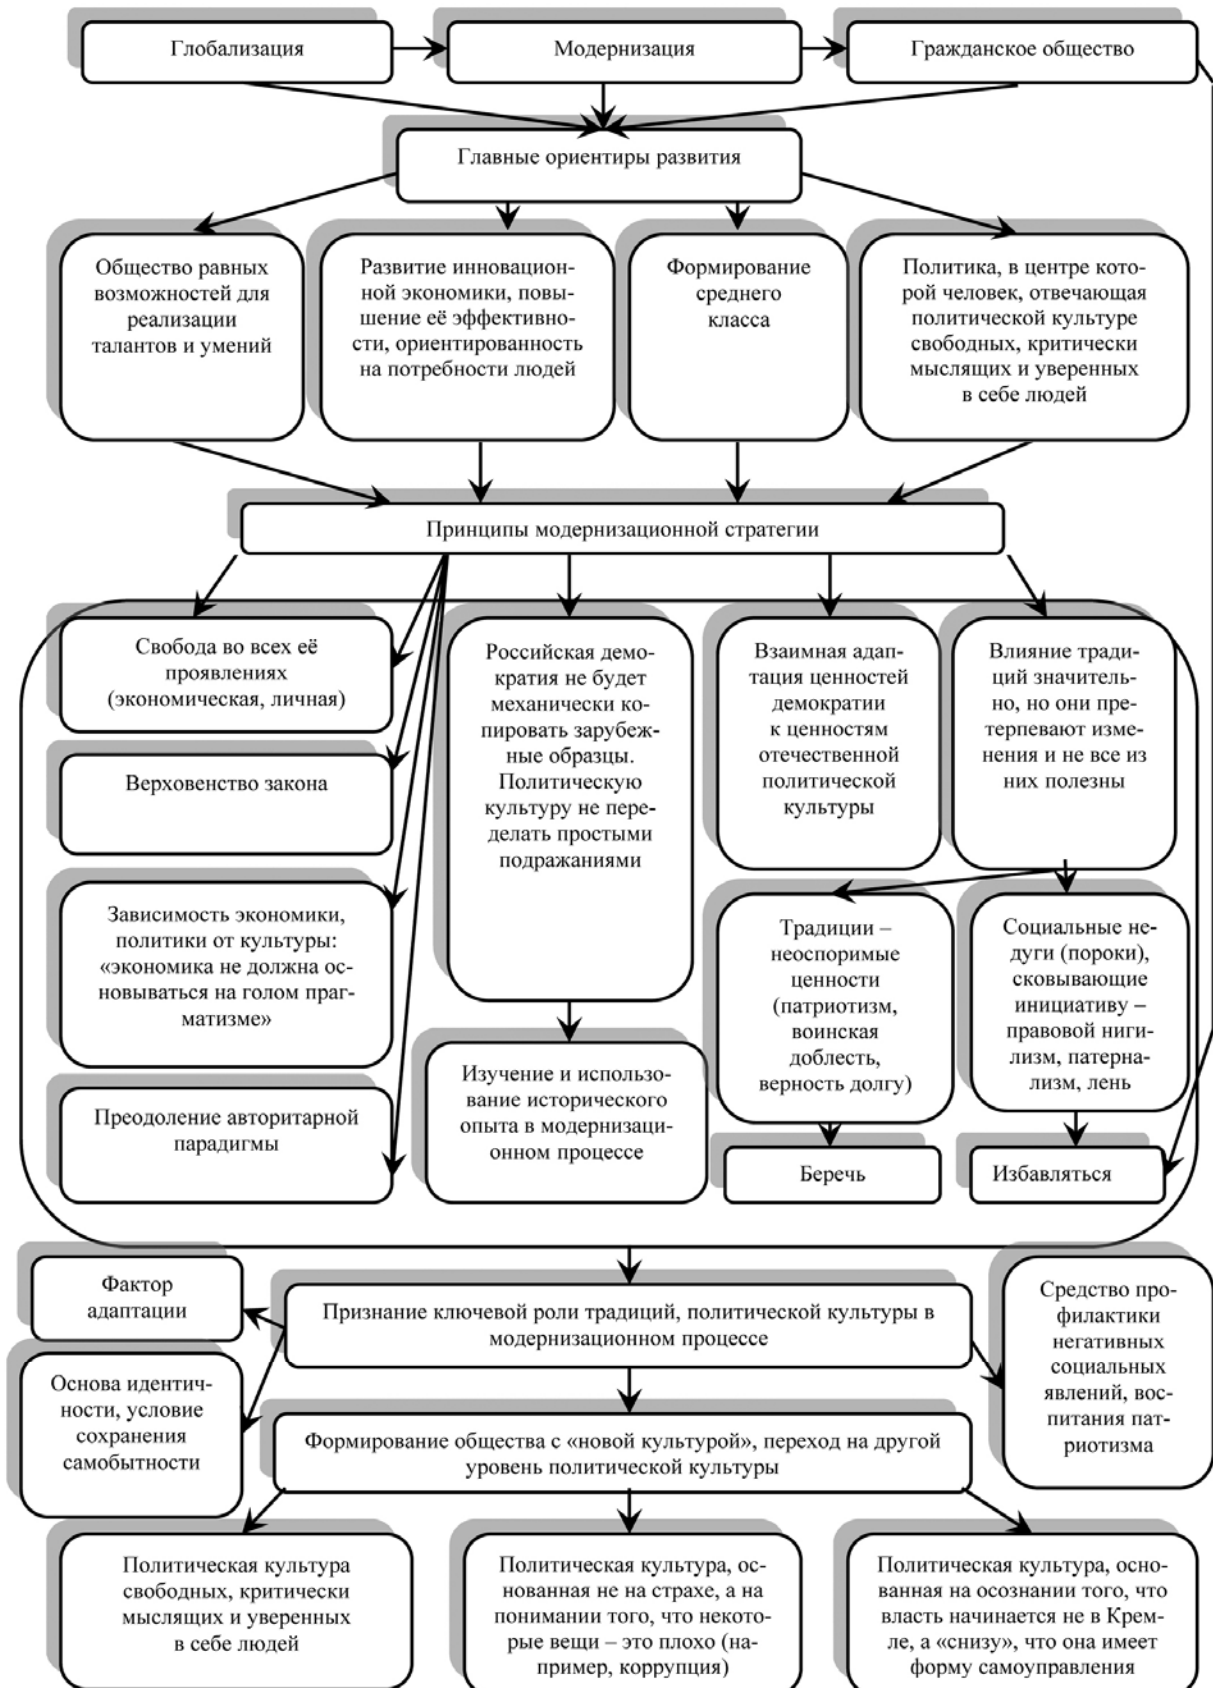 Глобализация
Модернизация
Гражданское общество
Главные ориентиры развития
Общество равных
возможностей для
реализации
талантов и умений
Развитие инновацион-
ной экономики, повы-
шение её эффективно-
сти, ориентированность
на потребности людей
Формирование
среднего
класса
Политика, в центре кото-
рой человек, отвечающая
политической культуре
свободных, критически
мыслящих и уверенных
в себе людей
Принципы модернизационной стратегии
Свобода во всех её
проявлениях
(экономическая, личная)
Верховенство закона
Зависимость экономики,
политики от культуры:
«экономика не должна ос-
новываться на голом праг-
матизме»
Преодоление авторитарной
парадигмы
Российская демо-
кратия не будет
механически ко-
пировать зарубеж-
ные образцы.
Политическую
культуру не пере-
делать простыми
подражаниями
Изучение и использо-
вание исторического
опыта в модернизаци-
онном процессе
Взаимная адап-
тация ценностей
демократии
к ценностям
отечественной
политической
культуры
Влияние тради-
ций значитель-
но, но они пре-
терпевают изме-
нения и не все из
них полезны
Традиции –
неоспоримые
ценности
(патриотизм,
воинская
доблесть,
верность долгу)
Социальные не-
дуги (пороки),
сковывающие
инициативу –
правовой ниги-
лизм, патерна-
лизм, лень
Беречь
Избавляться
Фактор
адаптации
Признание ключевой роли традиций, политической культуры в
модернизационном процессе
Средство про-
филактики
негативных
социальных
явлений, вос-
питания пат-
риотизма
Основа идентич-
ности, условие
сохранения
самобытности
Формирование общества с «новой культурой», переход на другой
уровень политической культуры
Политическая культура
свободных, критически
мыслящих и уверенных
в себе людей
Политическая культура, ос-
нованная не на страхе, а на
понимании того, что некото-
рые вещи – это плохо (на-
пример, коррупция)
Политическая культура, осно-
ванная на осознании того, что
власть начинается не в Крем-
ле, а «снизу», что она имеет
форму самоуправления